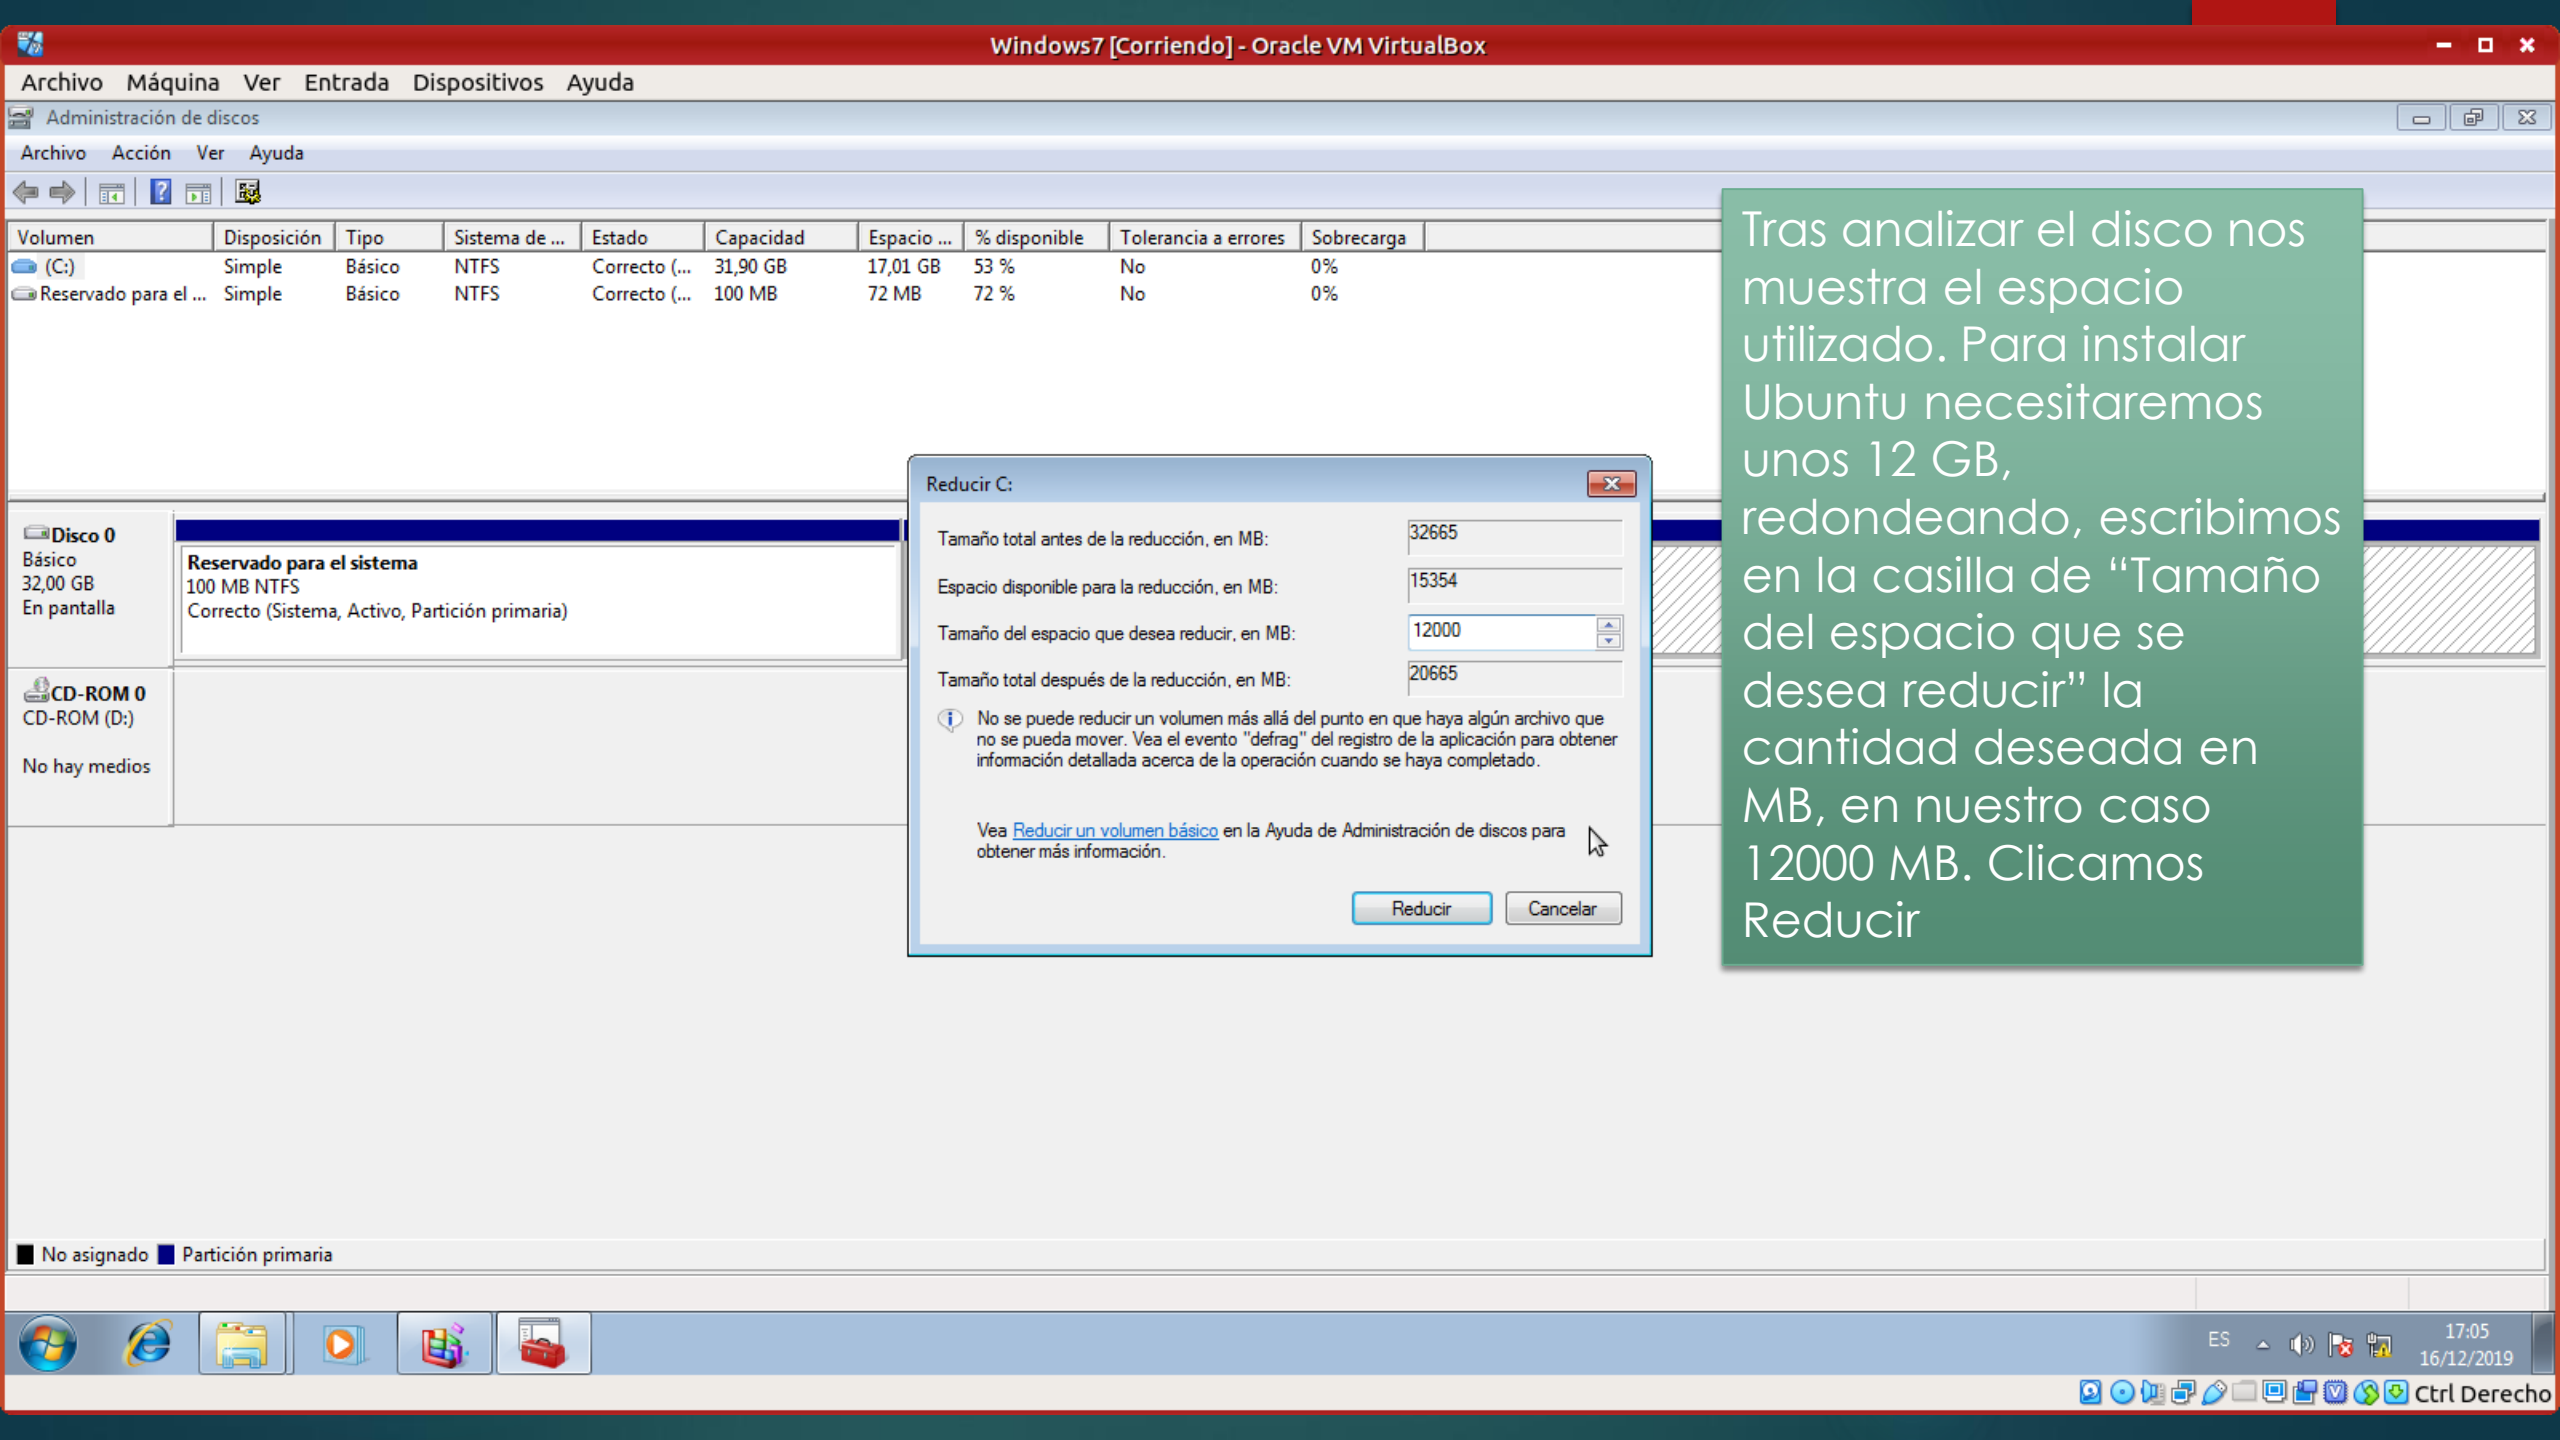 Windows7 [Corriendo] - Oracle VM VirtualBox
Archivo Máquina Ver Entrada Dispositivos Ayuda
Administración de discos
Archivo Acción Ver Ayuda
Volumen Disposición Tipo Sistema de ... Estado Capacidad Espacio ... % disponible Tolerancia a errores Sobrecarga
(C:) Simple Básico NTFS Correcto (... 31,90 GB 17,01 GB 53 % No 0%
Reservado para el ... Simple Básico NTFS Correcto (... 100 MB 72 MB 72 % No 0%
Disco 0
Básico
32,00 GB
En pantalla
Reservado para el sistema
100 MB NTFS
Correcto (Sistema, Activo, Partición primaria)
CD-ROM 0
CD-ROM (D:)
No hay medios
Reducir C:
Tamaño total antes de la reducción, en MB: 32665
Espacio disponible para la reducción, en MB: 15354
Tamaño del espacio que desea reducir, en MB: 12000
Tamaño total después de la reducción, en MB: 20665
No se puede reducir un volumen más allá del punto en que haya algún archivo que
no se pueda mover. Vea el evento "defrag" del registro de la aplicación para obtener
información detallada acerca de la operación cuando se haya completado.
Vea Reducir un volumen básico en la Ayuda de Administración de discos para
obtener más información.
Reducir Cancelar
Tras analizar el disco nos
muestra el espacio
utilizado. Para instalar
Ubuntu necesitaremos
unos 12 GB,
redondeando, escribimos
en la casilla de “Tamaño
del espacio que se
desea reducir” la
cantidad deseada en
MB, en nuestro caso
12000 MB. Clicamos
Reducir
No asignado Partición primaria
ES
17:05
16/12/2019
Ctrl Derecho